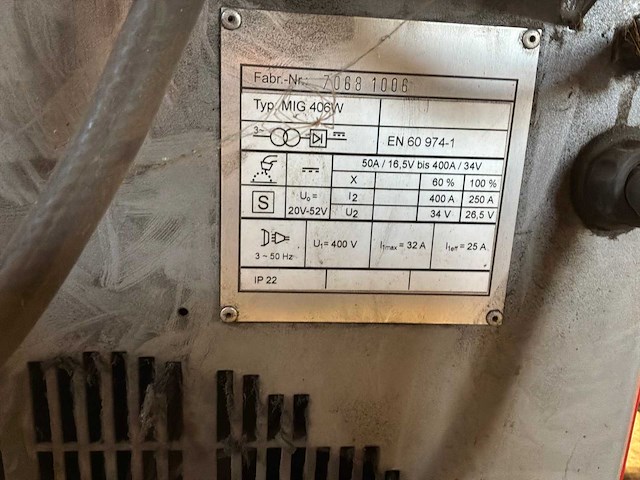 Fabr.-Nr.: 7068 1006
Typ: MIG 406W
3~ EN 60 974-1
50A / 16,5V bis 400A / 34V
X 60 % 100 %
S U₀ = 20V-52V I2 400 A 250 A
U2 34 V 26,5 V
3 ~ 50 Hz U₁ = 400 V I₁max = 32 A I₁eff = 25 A
IP 22